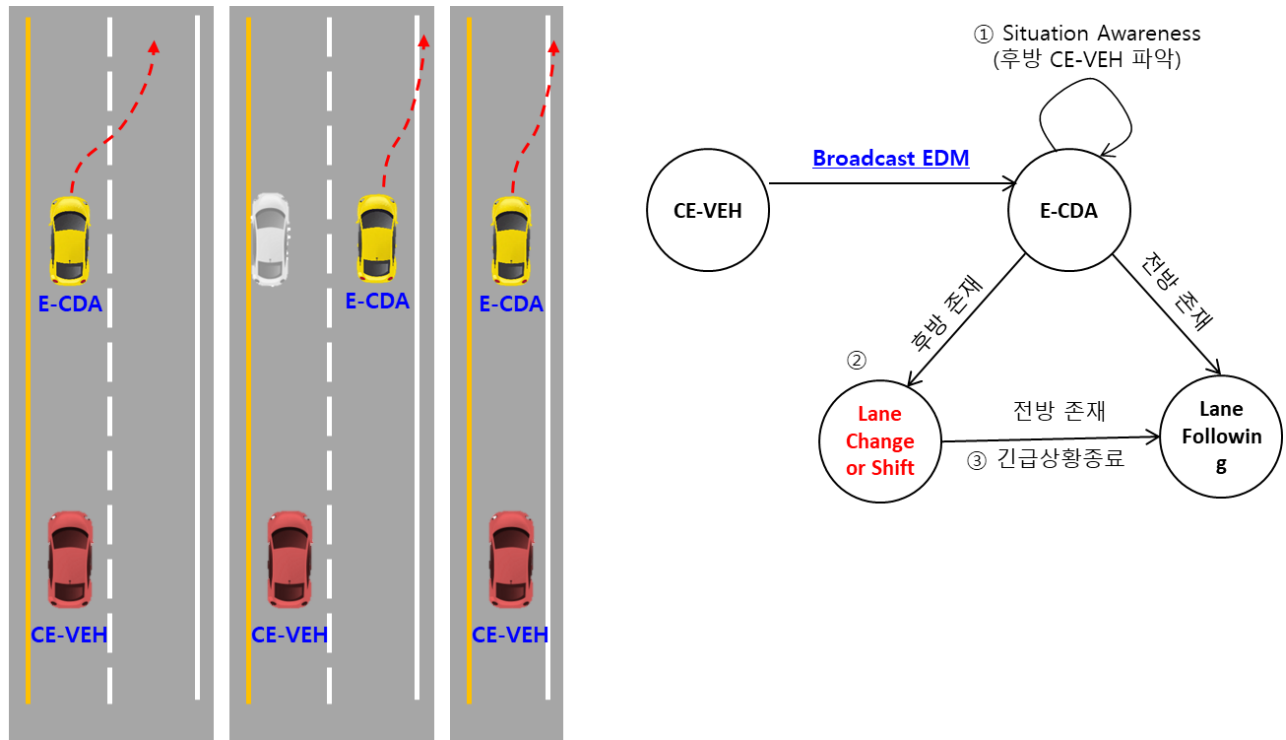 E-CDA
CE-VEH
E-CDA
CE-VEH
E-CDA
CE-VEH
① Situation Awareness
(후방 CE-VEH 파악)
Broadcast EDM
CE-VEH
E-CDA
후방 존재
전방 존재
②
Lane
Change
or Shift
전방 존재
③ 긴급상황종료
Lane
Followin
g